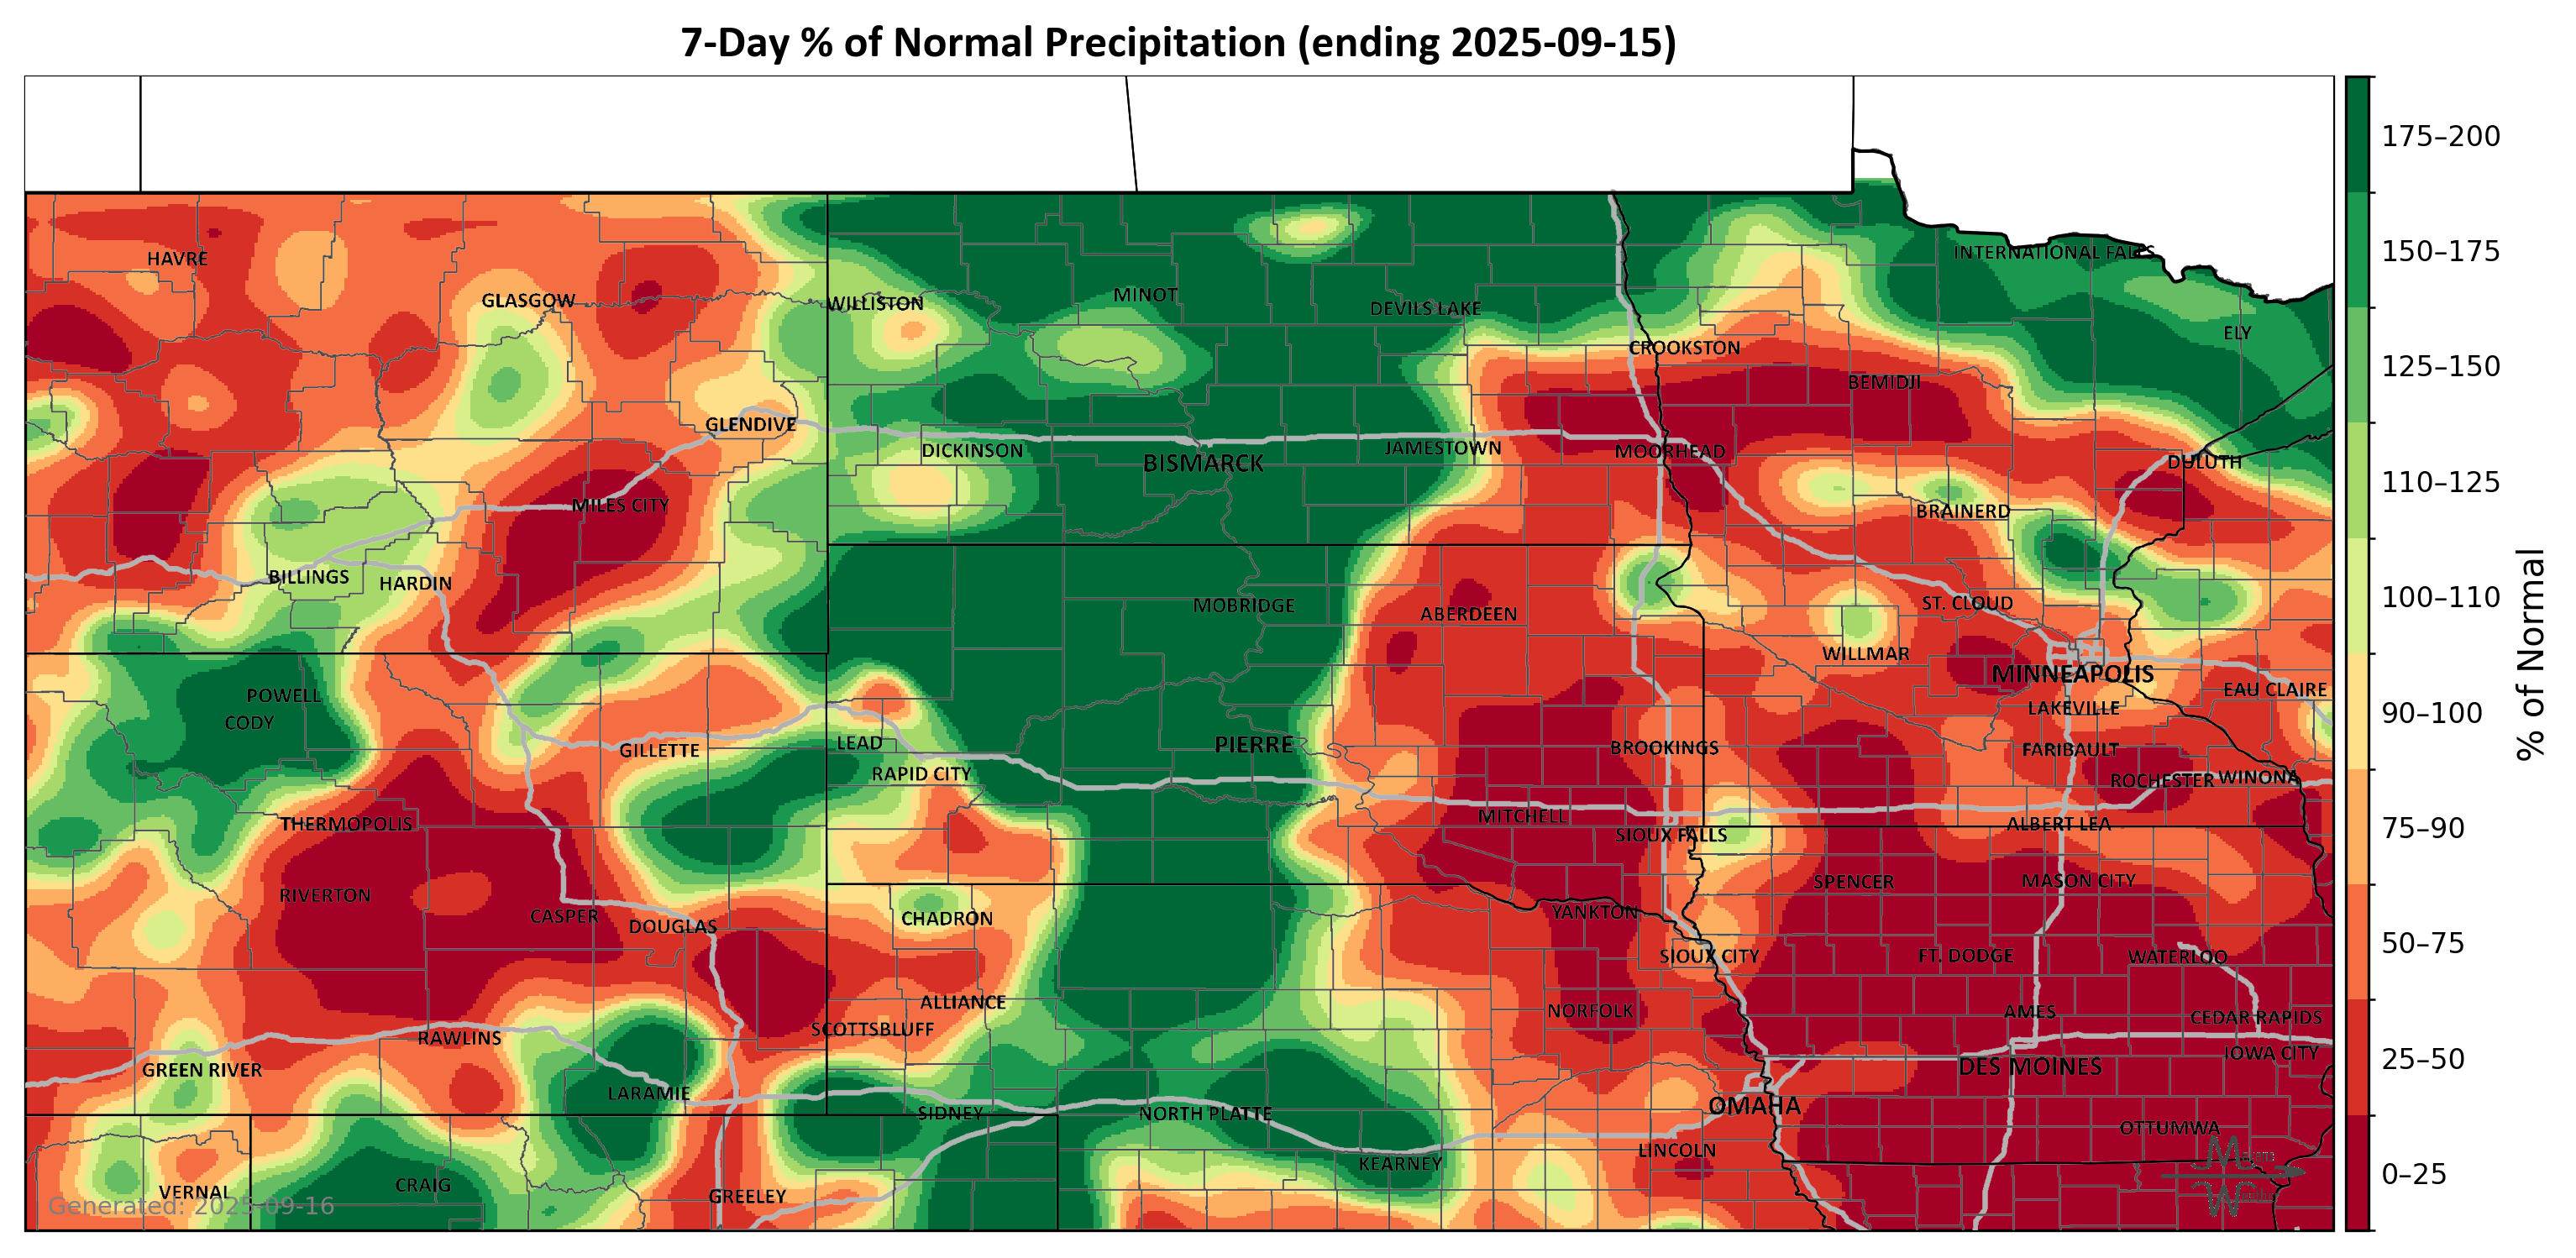 7-Day % of Normal Precipitation (ending 2025-09-15)
175–200
150–175
125–150
110–125
100–110
90–100
75–90
50–75
25–50
0–25
% of Normal
HAVRE
GLASGOW
WILLISTON
MINOT
DEVILS LAKE
CROOKSTON
INTERNATIONAL FALLS
ELY
BEMIDJI
GLENDIVE
DICKINSON
BISMARCK
JAMESTOWN
MOORHEAD
DULUTH
MILES CITY
BRAINERD
BILLINGS
HARDIN
MOBRIDGE
ABERDEEN
ST. CLOUD
WILLMAR
MINNEAPOLIS
EAU CLAIRE
POWELL
CODY
LAKEVILLE
GILLETTE
LEAD
PIERRE
BROOKINGS
FARIBAULT
RAPID CITY
ROCHESTER
WINONA
THERMOPOLIS
MITCHELL
SIOUX FALLS
ALBERT LEA
RIVERTON
CASPER
DOUGLAS
CHADRON
YANKTON
SPENCER
MASON CITY
SIOUX CITY
FT. DODGE
WATERLOO
ALLIANCE
SCOTTSBLUFF
NORFOLK
AMES
CEDAR RAPIDS
RAWLINS
GREEN RIVER
LARAMIE
SIDNEY
NORTH PLATTE
OMAHA
DES MOINES
IOWA CITY
OTTUMWA
LINCOLN
KEARNEY
VERNAL
CRAIG
GREELEY
Generated: 2025-09-16